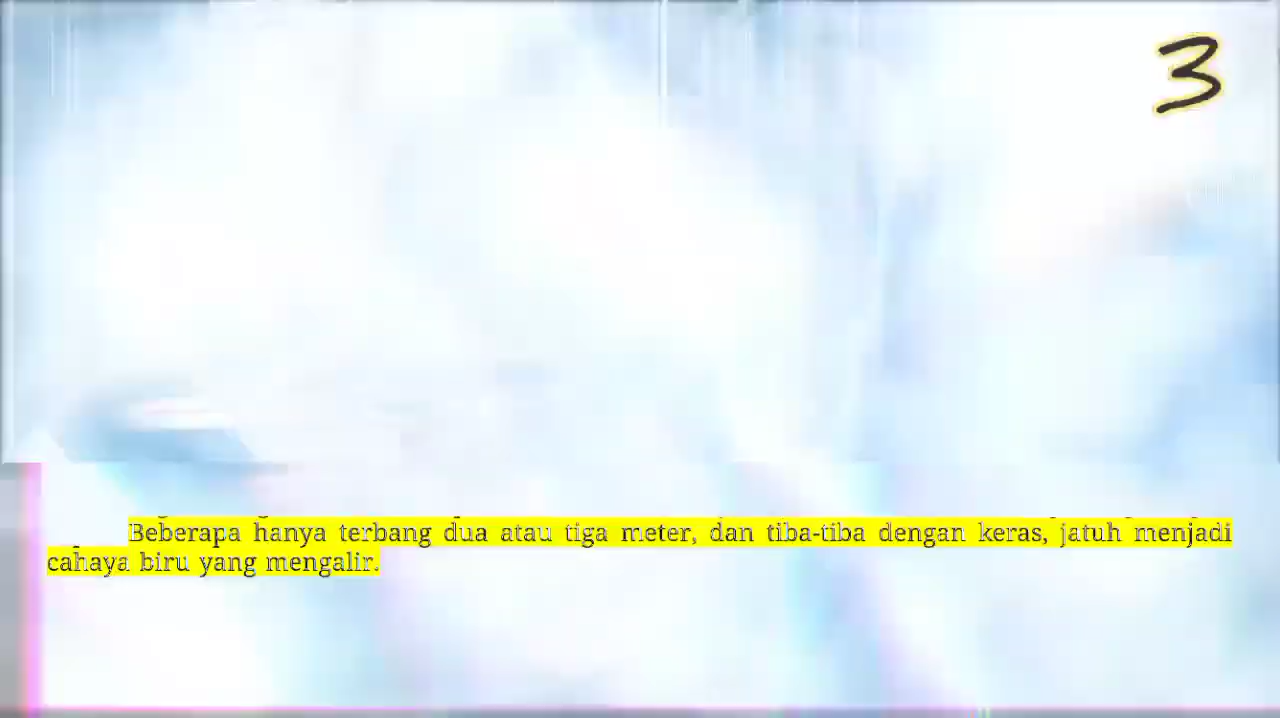 3
Beberapa hanya terbang dua atau tiga meter, dan tiba-tiba dengan keras, jatuh menjadi
cahaya biru yang mengalir.